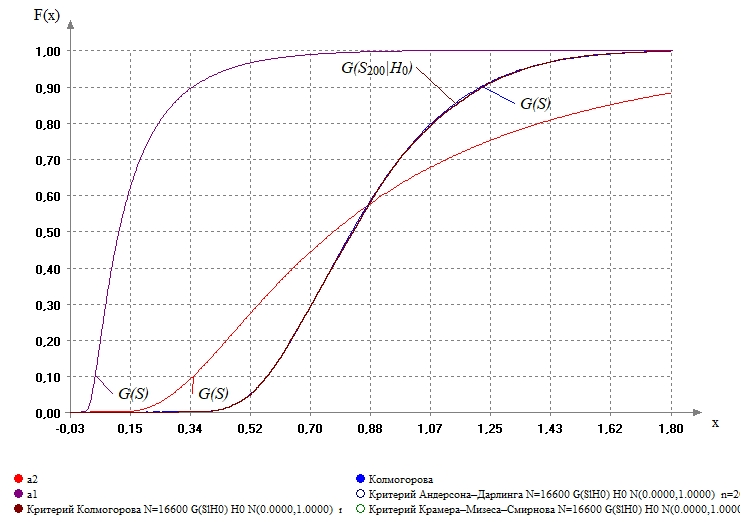 F(x)
1,00
G(S200|H0)
0,90
G(S)
0,80
0,70
0,60
0,50
0,40
0,30
0,20
0,10
G(S) G(S)
0,00
x
-0,03 0,15 0,34 0,52 0,70 0,88 1,07 1,25 1,43 1,62 1,80
a2
Колмогорова
a1
Критерий Андерсона–Дарлинга N=16600 G(S|H0) H0 N(0.0000,1.0000) n=2
Критерий Колмогорова N=16600 G(S|H0) H0 N(0.0000,1.0000)
Критерий Крамера–Мизеса–Смирнова N=16600 G(S|H0) H0 N(0.0000,1.000